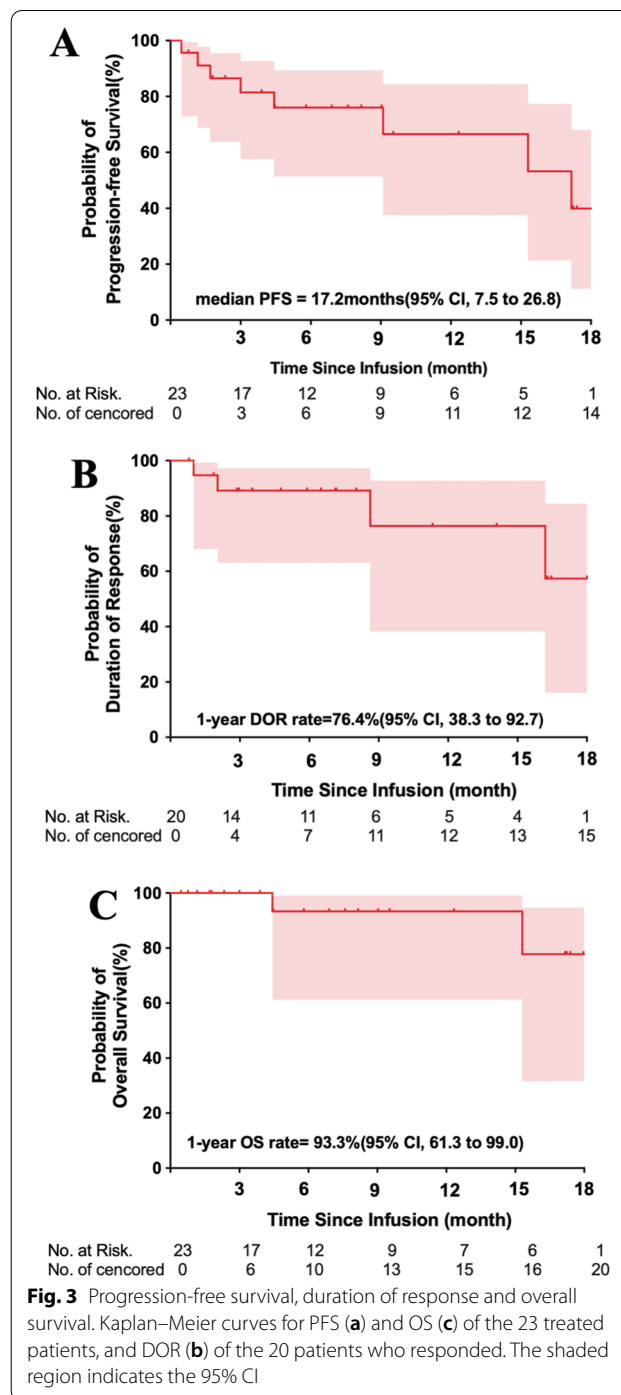 A
Probability of
Progression-free Survival(%)
100
80
60
40
20
0
median PFS = 17.2months(95% CI, 7.5 to 26.8)
3 6 9 12 15 18
Time Since Infusion (month)
No. at Risk. 23 17 12 9 6 5 1
No. of cencored 0 3 6 9 11 12 14
B
Probability of
Duration of Response(%)
100
80
60
40
20
0
1-year DOR rate=76.4%(95% CI, 38.3 to 92.7)
3 6 9 12 15 18
Time Since Infusion (month)
No. at Risk. 20 14 11 6 5 4 1
No. of cencored 0 4 7 11 12 13 15
C
Probability of
Overall Survival(%)
100
80
60
40
20
0
1-year OS rate= 93.3%(95% CI, 61.3 to 99.0)
3 6 9 12 15 18
Time Since Infusion (month)
No. at Risk. 23 17 12 9 7 6 1
No. of cencored 0 6 10 13 15 16 20
Fig. 3 Progression-free survival, duration of response and overall
survival. Kaplan–Meier curves for PFS (a) and OS (c) of the 23 treated
patients, and DOR (b) of the 20 patients who responded. The shaded
region indicates the 95% CI